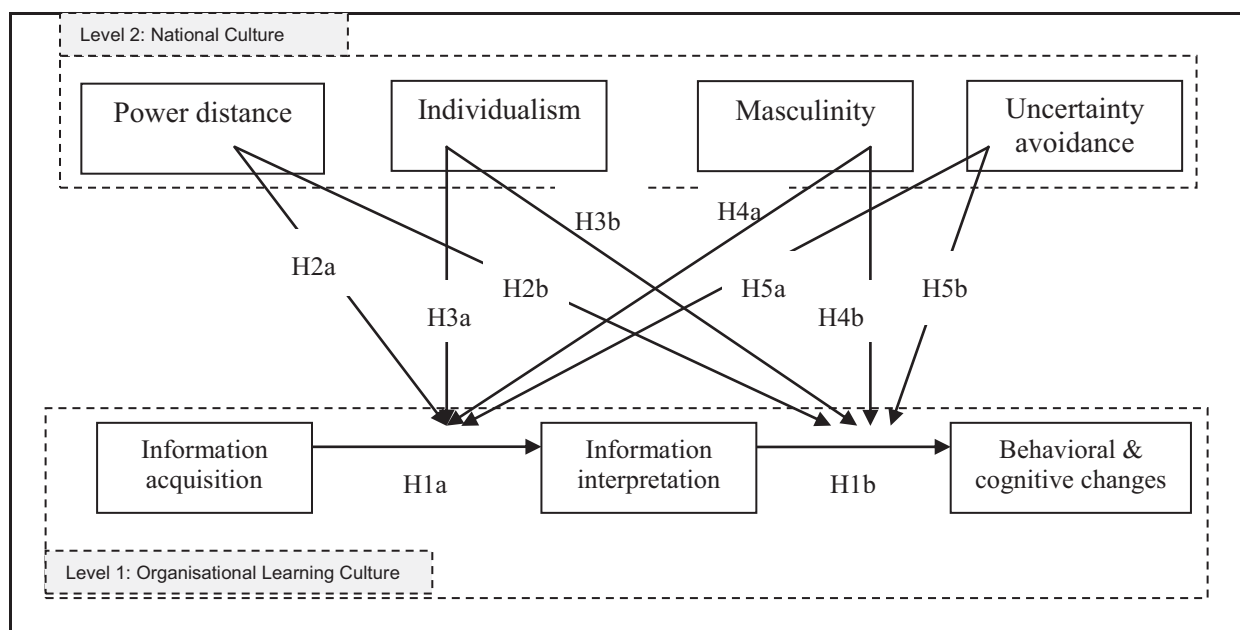 Level 2: National Culture
Power distance
Individualism
Masculinity
Uncertainty
avoidance
H3b
H4a
H2a
H2b
H5a
H5b
H3a
H4b
Information
acquisition
Information
interpretation
Behavioral &
cognitive changes
H1a
H1b
Level 1: Organisational Learning Culture